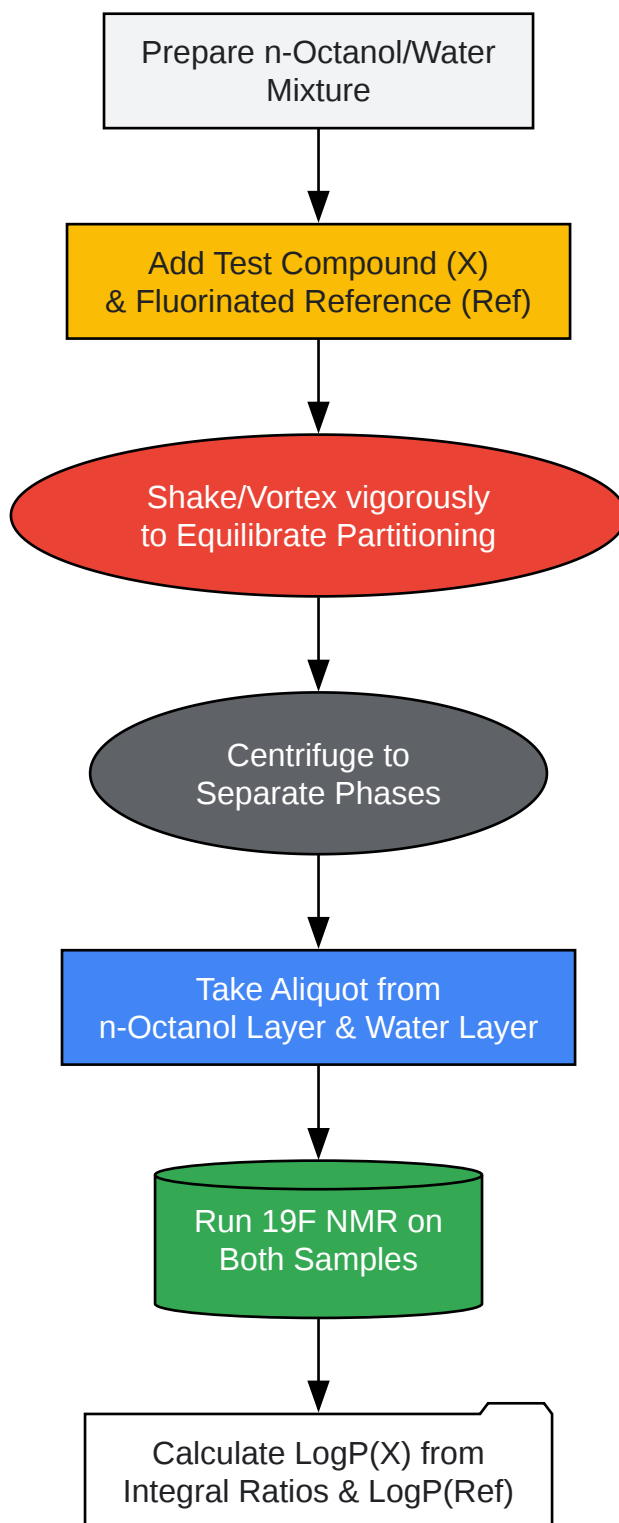 Prepare n-Octanol/Water
Mixture
Add Test Compound (X)
& Fluorinated Reference (Ref)
Shake/Vortex vigorously
to Equilibrate Partitioning
Centrifuge to
Separate Phases
Take Aliquot from
n-Octanol Layer & Water Layer
Run 19F NMR on
Both Samples
Calculate LogP(X) from
Integral Ratios & LogP(Ref)